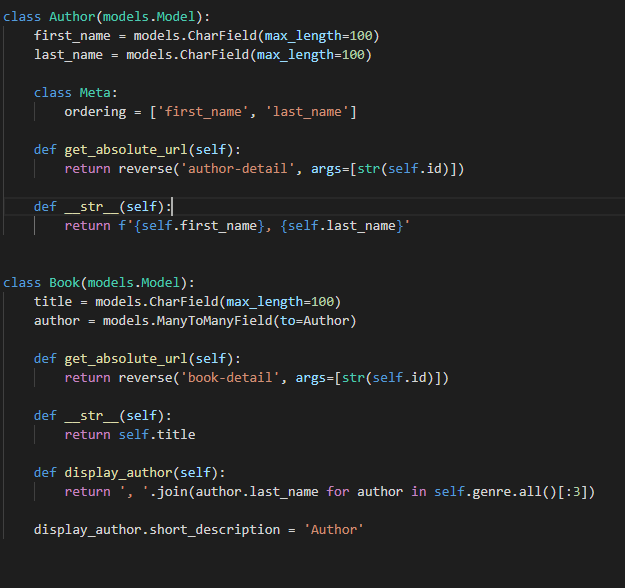 class Author(models.Model):
    first_name = models.CharField(max_length=100)
    last_name = models.CharField(max_length=100)

    class Meta:
        ordering = ['first_name', 'last_name']

    def get_absolute_url(self):
        return reverse('author-detail', args=[str(self.id)])

    def __str__(self):
        return f'{self.first_name}, {self.last_name}'


class Book(models.Model):
    title = models.CharField(max_length=100)
    author = models.ManyToManyField(to=Author)

    def get_absolute_url(self):
        return reverse('book-detail', args=[str(self.id)])

    def __str__(self):
        return self.title

    def display_author(self):
        return ', '.join(author.last_name for author in self.genre.all()[:3])

    display_author.short_description = 'Author'